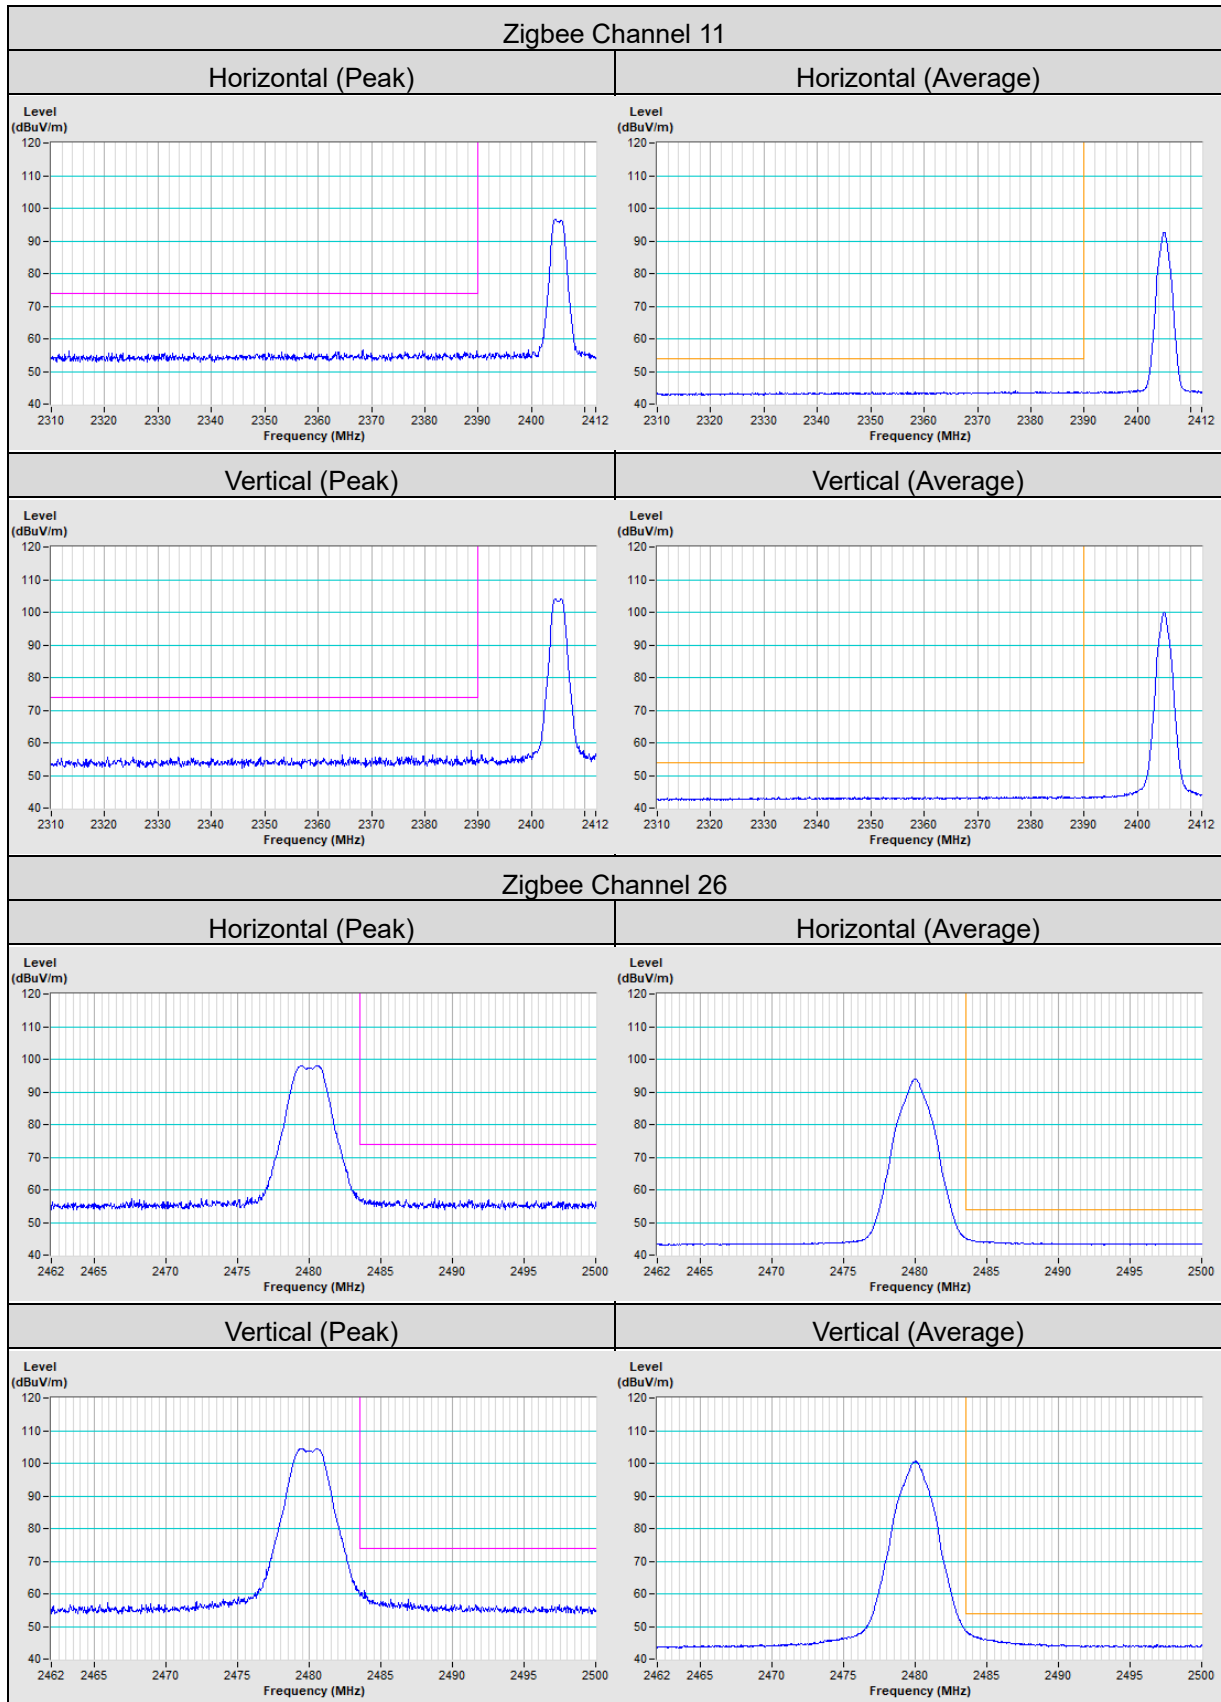 Zigbee Channel 11
Horizontal (Peak) Horizontal (Average)
Level Level
(dBuV/m) (dBuV/m)
120 120
110 110
100 100
90 90
80 80
70 70
60 60
50 50
40 40
2310 2320 2330 2340 2350 2360 2370 2380 2390 2400 2412 2310 2320 2330 2340 2350 2360 2370 2380 2390 2400 2412
Frequency (MHz) Frequency (MHz)
Vertical (Peak) Vertical (Average)
Level Level
(dBuV/m) (dBuV/m)
120 120
110 110
100 100
90 90
80 80
70 70
60 60
50 50
40 40
2310 2320 2330 2340 2350 2360 2370 2380 2390 2400 2412 2310 2320 2330 2340 2350 2360 2370 2380 2390 2400 2412
Frequency (MHz) Frequency (MHz)
Zigbee Channel 26
Horizontal (Peak) Horizontal (Average)
Level Level
(dBuV/m) (dBuV/m)
120 120
110 110
100 100
90 90
80 80
70 70
60 60
50 50
40 40
2462 2465 2470 2475 2480 2485 2490 2495 2500 2462 2465 2470 2475 2480 2485 2490 2495 2500
Frequency (MHz) Frequency (MHz)
Vertical (Peak) Vertical (Average)
Level Level
(dBuV/m) (dBuV/m)
120 120
110 110
100 100
90 90
80 80
70 70
60 60
50 50
40 40
2462 2465 2470 2475 2480 2485 2490 2495 2500 2462 2465 2470 2475 2480 2485 2490 2495 2500
Frequency (MHz) Frequency (MHz)